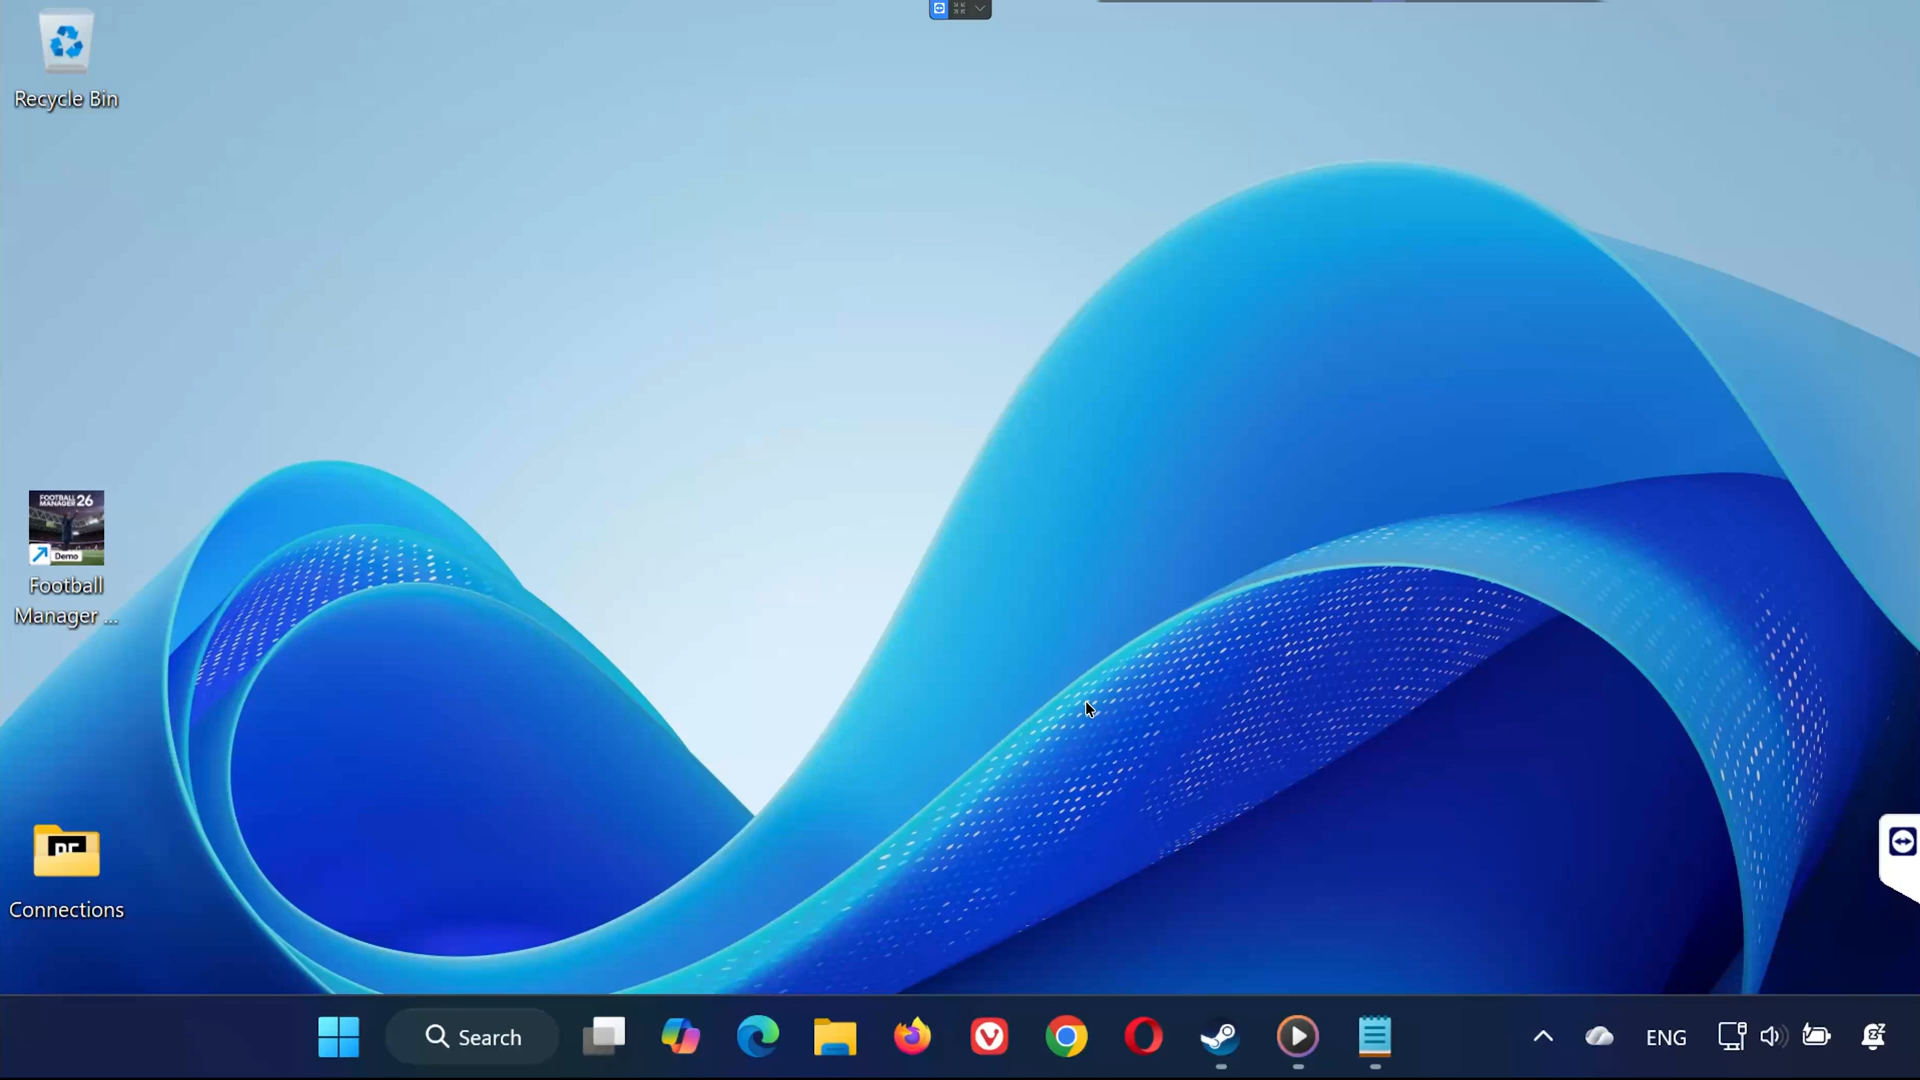 Recycle Bin
FOOTBALL
MANAGER 26
Demo
Football
Manager ...
Connections
Search
ENG